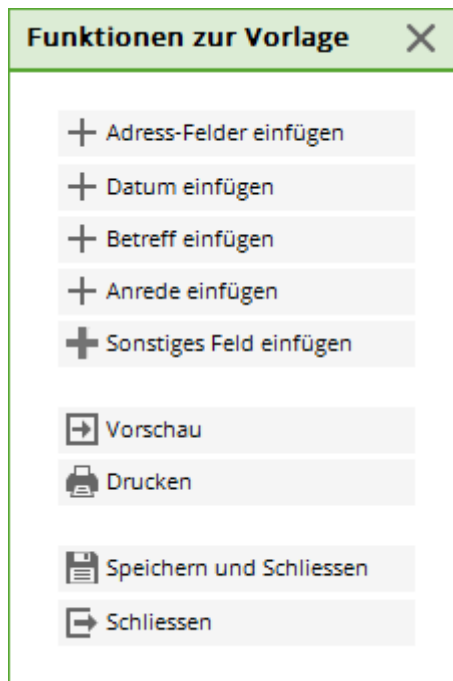 Funktionen zur Vorlage
Adress-Felder einfügen
Datum einfügen
Betreff einfügen
Anrede einfügen
Sonstiges Feld einfügen
Vorschau
Drucken
Speichern und Schliessen
Schliessen